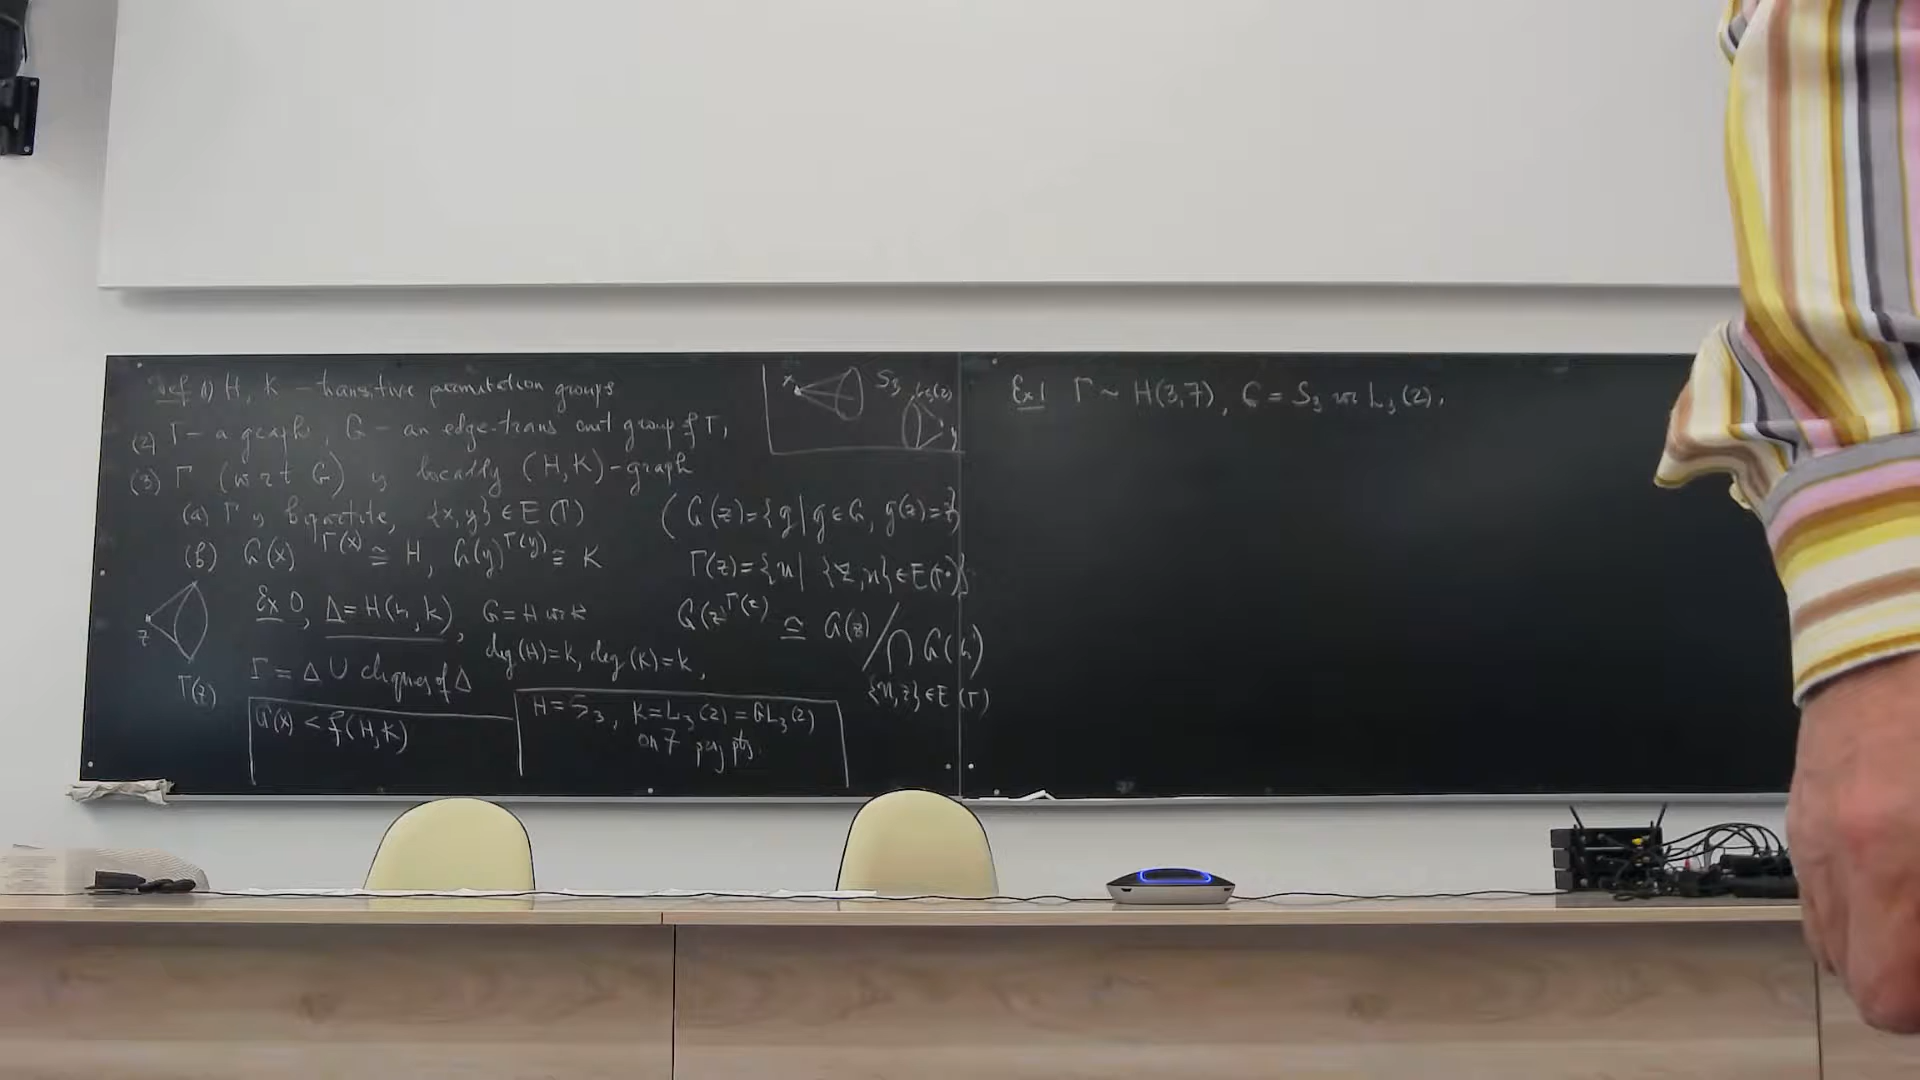 Def 1) H, K – transitive permutation groups
(2) Γ – a graph, G – an edge-trans aut group of Γ,
(3) Γ (wrt G) is locally (H,K)-graph
(a) Γ is bipartite, {x,y} ∈ E(Γ)
(b) G(x)^Γ(x) ≅ H, G(y)^Γ(y) ≅ K
Ex 0, Δ = H(h, k), G = H wr K
deg(H) = k, deg(K) = k,
Γ = Δ ∪ cliques of Δ
z
Γ(z)
G(x) < f(H,K)
H = S₃, K = L₃(2) = GL₃(2)
on 7 proj pts.
x S₃ L₃(2)
y
(G(z) = {g | g ∈ G, g(z) = z}
Γ(z) = {u | {z,u} ∈ E(Γ)}
G(z)^Γ(z) ≅ G(z) / ∩ G(u)
{u,z} ∈ E(Γ)
Ex 1 Γ ~ H(3,7), G = S₃ wr L₃(2).